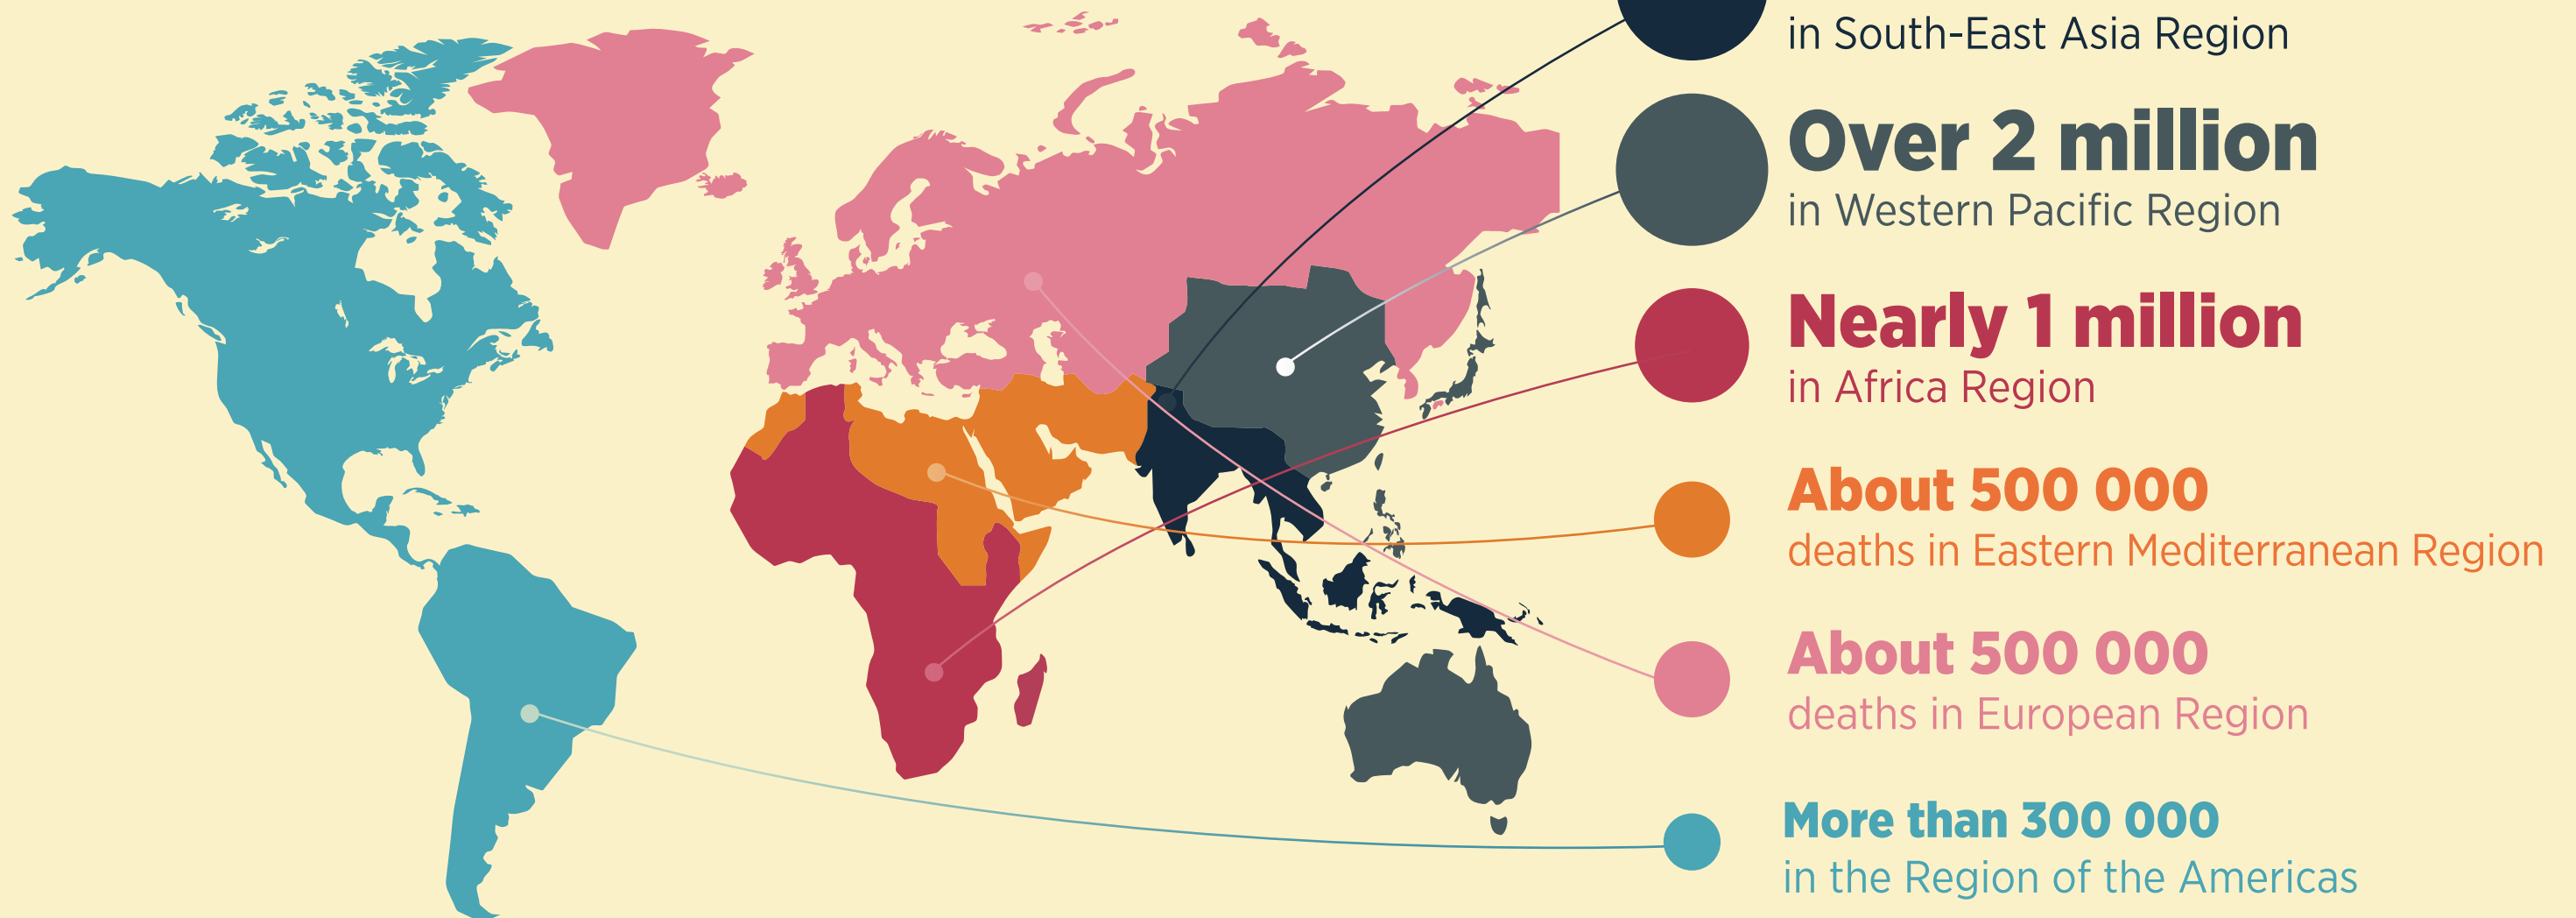 in South-East Asia Region
Over 2 million
in Western Pacific Region
Nearly 1 million
in Africa Region
About 500 000
deaths in Eastern Mediterranean Region
About 500 000
deaths in European Region
More than 300 000
in the Region of the Americas